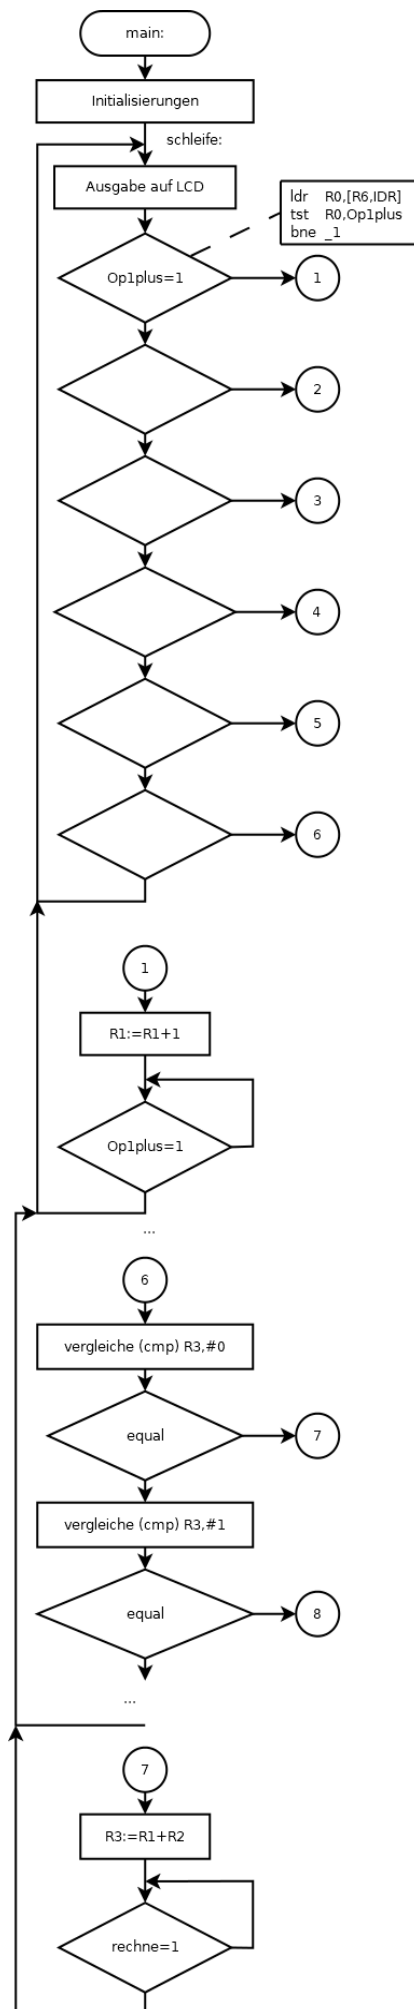 main:
Initialisierungen
schleife:
Ausgabe auf LCD
ldr R0,[R6,IDR]
tst R0,Op1plus
bne _1
Op1plus=1
1
2
3
4
5
6
1
R1:=R1+1
Op1plus=1
...
6
vergleiche (cmp) R3,#0
equal
7
vergleiche (cmp) R3,#1
equal
8
...
7
R3:=R1+R2
rechne=1